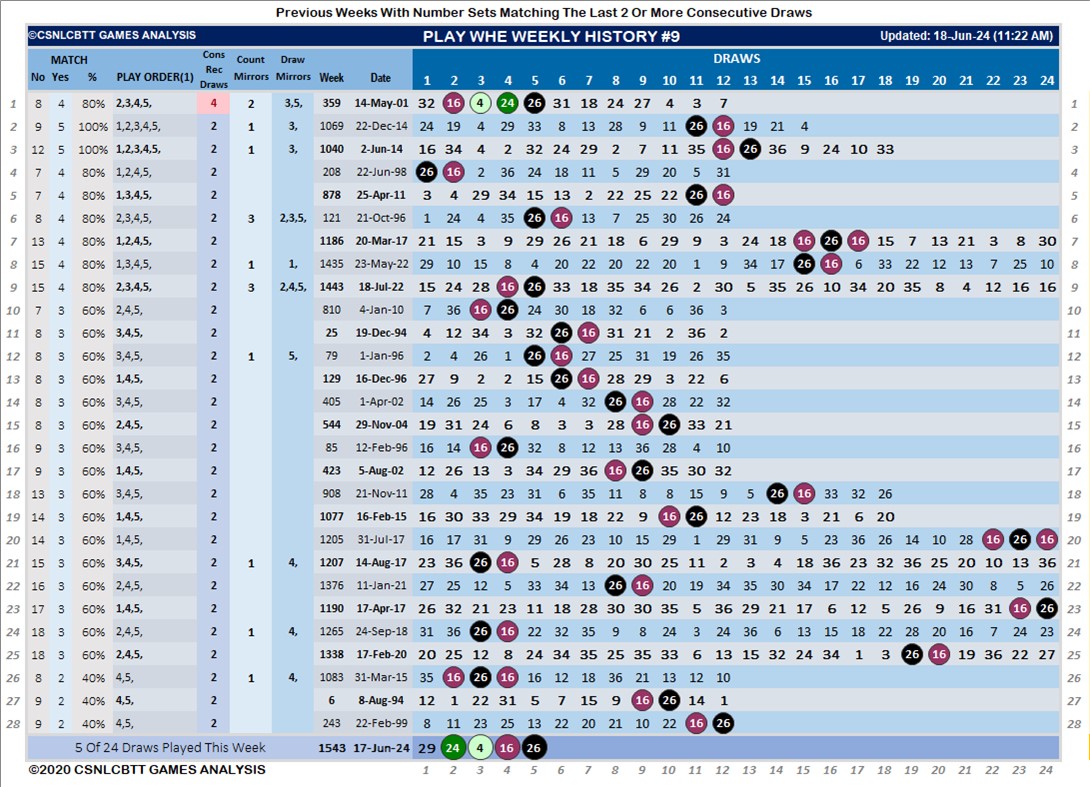 Previous Weeks With Number Sets Matching The Last 2 Or More Consecutive Draws
©CSNLCBTT GAMES ANALYSIS PLAY WHE WEEKLY HISTORY #9 Updated: 18-Jun-24 (11:22 AM)
MATCH Cons Rec Draws Count Mirrors Draw Mirrors DRAWS
No Yes % PLAY ORDER(1) Week Date 1 2 3 4 5 6 7 8 9 10 11 12 13 14 15 16 17 18 19 20 21 22 23 24
1 8 4 80% 2,3,4,5, 4 2 3,5, 359 14-May-01 32 16 4 24 26 31 18 24 27 4 3 7 1
2 9 5 100% 1,2,3,4,5, 2 1 3, 1069 22-Dec-14 24 19 4 29 33 8 13 28 9 11 26 16 19 21 4 2
3 12 5 100% 1,2,3,4,5, 2 1 3, 1040 2-Jun-14 16 34 4 2 32 24 29 2 7 11 35 16 26 36 9 24 10 33 3
4 7 4 80% 1,2,4,5, 2 208 22-Jun-98 26 16 2 36 24 18 11 5 29 20 5 31 4
5 7 4 80% 1,3,4,5, 2 878 25-Apr-11 3 4 29 34 15 13 2 22 25 22 26 16 5
6 8 4 80% 2,3,4,5, 2 3 2,3,5, 121 21-Oct-96 1 24 4 35 26 16 13 7 25 30 26 24 6
7 13 4 80% 1,2,4,5, 2 1186 20-Mar-17 21 15 3 9 29 26 21 18 6 29 9 3 24 18 16 26 16 15 7 13 21 3 8 30 7
8 15 4 80% 1,3,4,5, 2 1 1, 1435 23-May-22 29 10 15 8 4 20 22 20 22 20 1 9 34 17 26 16 6 33 22 12 13 7 25 10 8
9 15 4 80% 2,3,4,5, 2 3 2,4,5, 1443 18-Jul-22 15 24 28 16 26 33 18 35 34 26 2 30 5 35 26 10 34 20 35 8 4 12 16 16 9
10 7 3 60% 2,4,5, 2 810 4-Jan-10 7 36 16 26 24 30 18 32 6 6 36 3 10
11 8 3 60% 3,4,5, 2 25 19-Dec-94 4 12 34 3 32 26 16 31 21 2 36 2 11
12 8 3 60% 3,4,5, 2 1 5, 79 1-Jan-96 2 4 26 1 26 16 27 25 31 19 26 35 12
13 8 3 60% 1,4,5, 2 129 16-Dec-96 27 9 2 2 15 26 16 28 29 3 22 6 13
14 8 3 60% 3,4,5, 2 405 1-Apr-02 14 26 25 3 17 4 32 26 16 28 22 32 14
15 8 3 60% 2,4,5, 2 544 29-Nov-04 19 31 24 6 8 3 3 28 16 26 33 21 15
16 9 3 60% 3,4,5, 2 85 12-Feb-96 16 14 16 26 32 8 12 13 36 28 4 10 16
17 9 3 60% 1,4,5, 2 423 5-Aug-02 12 26 13 3 34 29 36 16 26 35 30 32 17
18 13 3 60% 3,4,5, 2 908 21-Nov-11 28 4 35 23 31 6 35 11 8 8 15 9 5 26 16 33 32 26 18
19 14 3 60% 1,4,5, 2 1077 16-Feb-15 16 30 33 29 34 19 18 22 9 16 26 12 23 18 3 21 6 20 19
20 14 3 60% 1,4,5, 2 1205 31-Jul-17 16 17 31 9 29 26 23 10 15 29 1 29 31 9 5 23 36 26 14 10 28 16 26 16 20
21 15 3 60% 3,4,5, 2 1 4, 1207 14-Aug-17 23 36 26 16 5 28 8 20 30 25 11 2 3 4 18 36 23 32 36 25 20 10 13 36 21
22 16 3 60% 2,4,5, 2 1376 11-Jan-21 27 25 12 5 33 34 13 26 16 20 19 34 35 30 34 17 22 12 16 24 30 8 5 26 22
23 17 3 60% 1,4,5, 2 1190 17-Apr-17 26 32 21 23 11 18 28 30 30 35 5 36 29 21 17 6 12 5 26 9 16 31 16 26 23
24 18 3 60% 2,4,5, 2 1 4, 1265 24-Sep-18 31 36 26 16 22 32 35 9 8 24 3 24 36 6 13 15 18 22 28 20 16 7 24 23 24
25 18 3 60% 2,4,5, 2 1338 17-Feb-20 20 25 12 8 24 34 35 25 35 33 6 13 15 32 24 34 1 3 26 16 19 36 22 27 25
26 8 2 40% 4,5, 2 1 4, 1083 31-Mar-15 35 16 26 16 16 12 18 36 21 13 12 10 26
27 9 2 40% 4,5, 2 6 8-Aug-94 12 1 22 31 5 7 15 9 16 26 14 1 27
28 9 2 40% 4,5, 2 243 22-Feb-99 8 11 23 25 13 22 20 21 10 22 16 26 28
5 Of 24 Draws Played This Week 1543 17-Jun-24 29 24 4 16 26
©2020 CSNLCBTT GAMES ANALYSIS 1 2 3 4 5 6 7 8 9 10 11 12 13 14 15 16 17 18 19 20 21 22 23 24